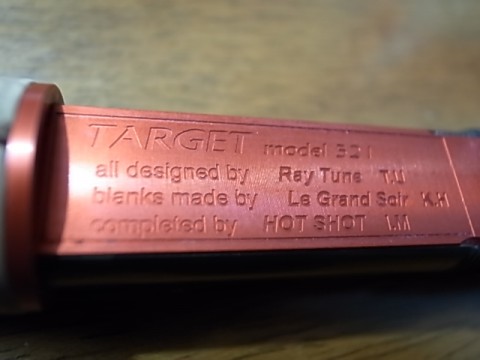 TARGET model 321
all designed by Ray Tune T.U
blanks made by Le Grand Soir K.H
completed by HOT SHOT I.M